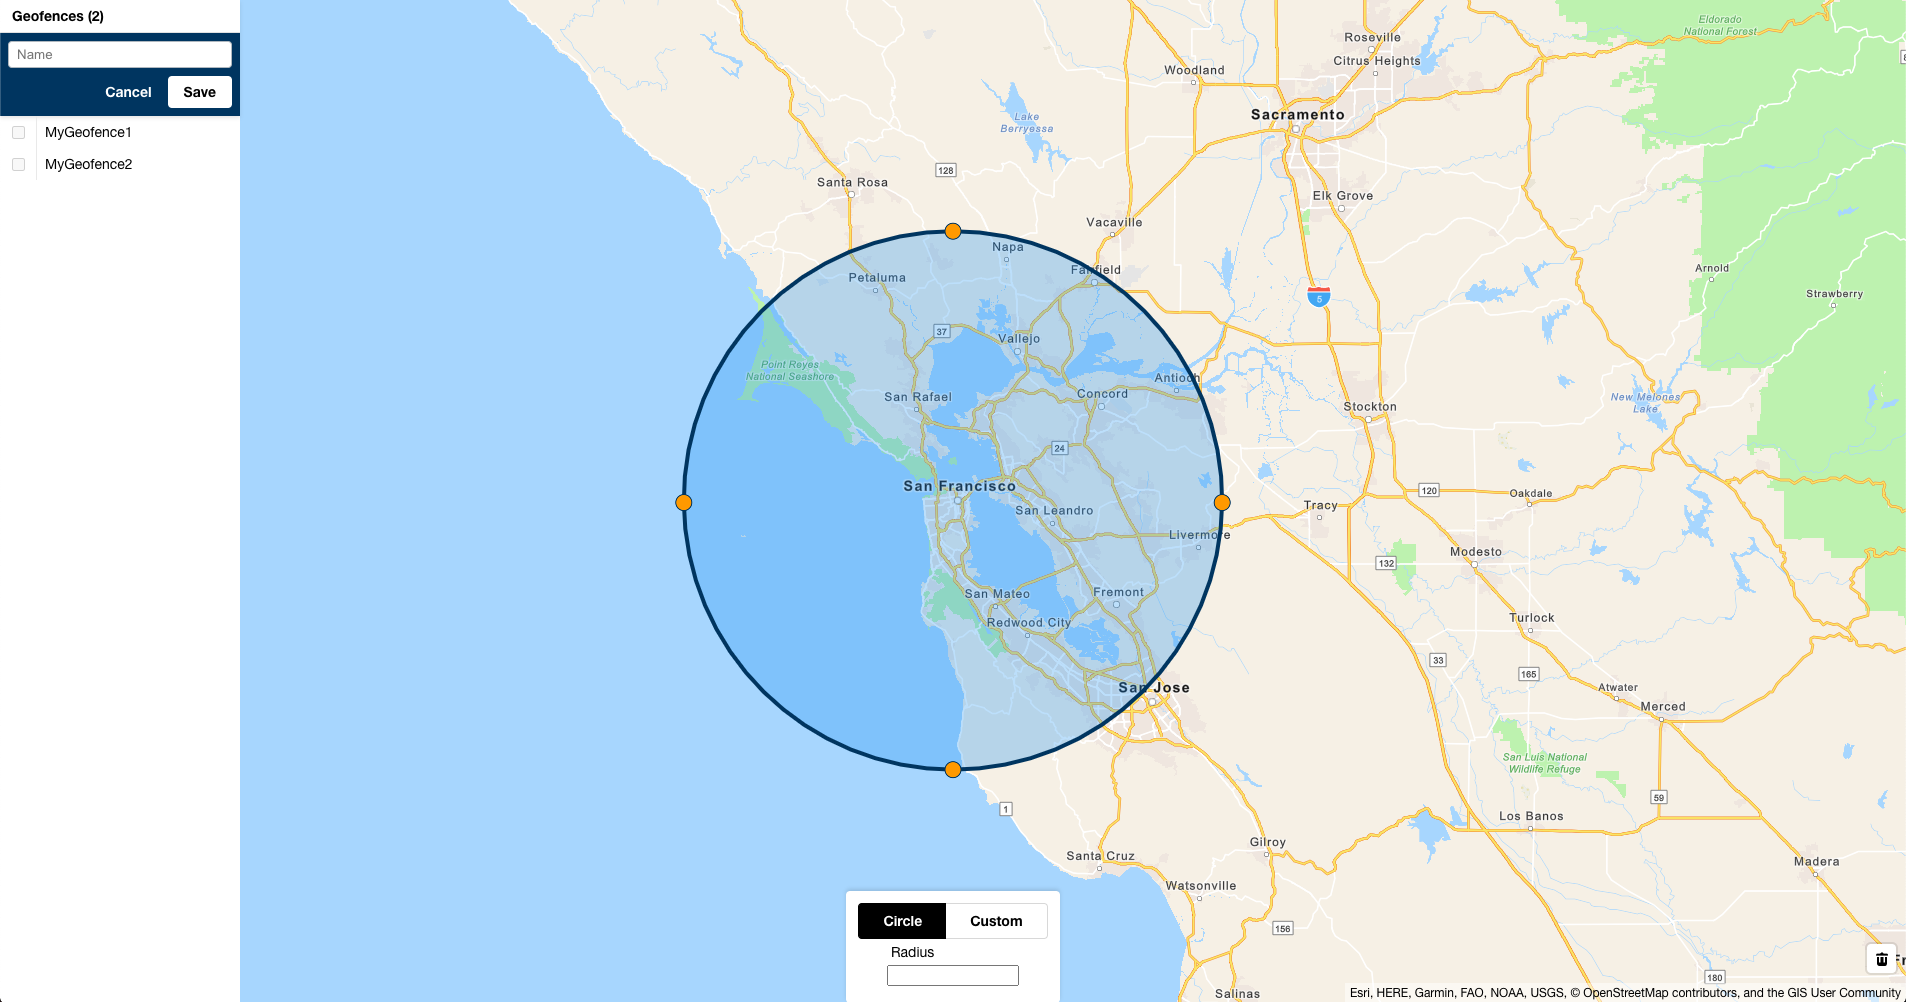 Geofences (2)
Name
Cancel
Save
MyGeofence1
MyGeofence2
Eldorado
National Forest
Roseville
Citrus Heights
Woodland
Sacramento
Lake
Berryessa
128
Santa Rosa
Elk Grove
Vacaville
Napa
Fairfield
Petaluma
Arnold
Strawberry
5
37
Vallejo
Point Reyes
National Seashore
Antioch
San Rafael
Concord
New Melones
Lake
Stockton
24
San Francisco
120
Oakdale
Tracy
San Leandro
Livermore
Modesto
132
San Mateo
Fremont
Redwood City
Turlock
33
165
San Jose
Atwater
Merced
San Luis National
Wildlife Refuge
59
1
Los Banos
Gilroy
Santa Cruz
Madera
Watsonville
Circle
Custom
156
Radius
180
Salinas
Esri, HERE, Garmin, FAO, NOAA, USGS, © OpenStreetMap contributors, and the GIS User Community